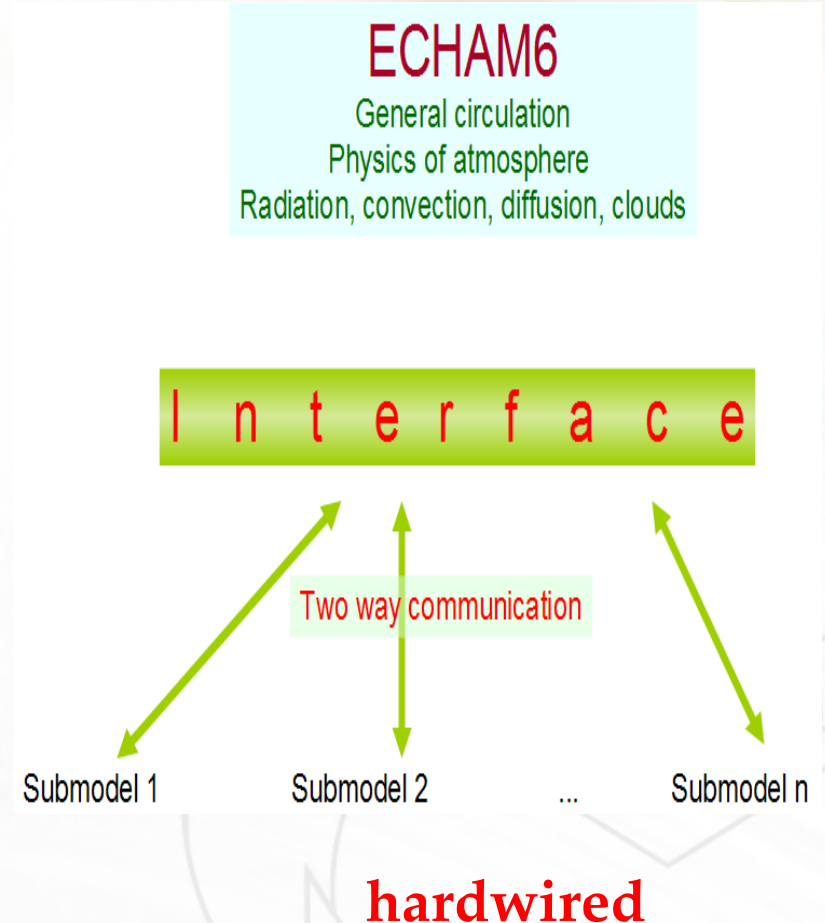 ECHAM6
General circulation
Physics of atmosphere
Radiation, convection, diffusion, clouds
I n t e r f a c e
Two way communication
Submodel 1 Submodel 2 ... Submodel n
hardwired